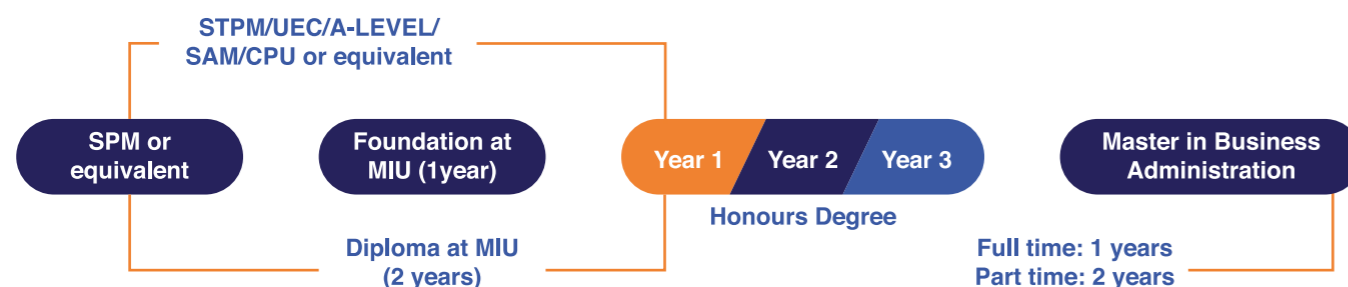 STPM/UEC/A-LEVEL/
SAM/CPU or equivalent
SPM or
equivalent
Foundation at
MIU (1year)
Year 1
Year 2
Year 3
Master in Business
Administration
Honours Degree
Diploma at MIU
(2 years)
Full time: 1 years
Part time: 2 years